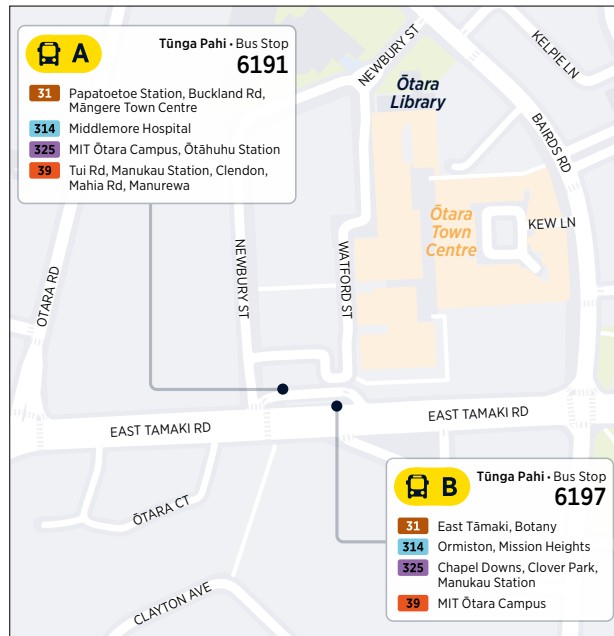 A
Tūnga Pahi • Bus Stop
6191
31 Papatoetoe Station, Buckland Rd,
Māngere Town Centre
314 Middlemore Hospital
325 MIT Ōtara Campus, Ōtāhuhu Station
39 Tui Rd, Manukau Station, Clendon,
Mahia Rd, Manurewa
NEWBURY ST
KELPIE LN
Ōtara
Library
BAIRDS RD
Ōtara
Town
Centre
KEW LN
OTARA RD
NEWBURY ST
WATFORD ST
EAST TAMAKI RD
EAST TAMAKI RD
ŌTARA CT
CLAYTON AVE
B
Tūnga Pahi • Bus Stop
6197
31 East Tāmaki, Botany
314 Ormiston, Mission Heights
325 Chapel Downs, Clover Park,
Manukau Station
39 MIT Ōtara Campus